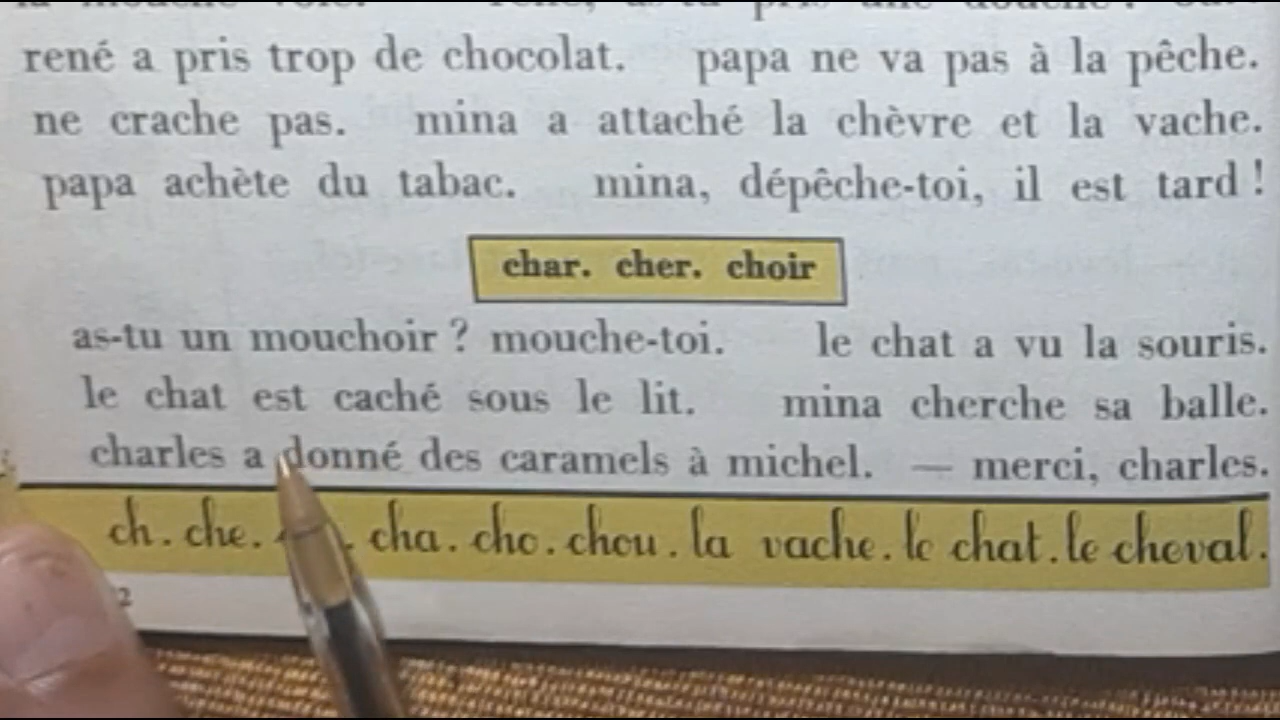 rené a pris trop de chocolat. papa ne va pas à la pêche.
ne crache pas. mina a attaché la chèvre et la vache.
papa achète du tabac. mina, dépêche-toi, il est tard !
char. cher. choir
as-tu un mouchoir ? mouche-toi. le chat a vu la souris.
le chat est caché sous le lit. mina cherche sa balle.
charles a donné des caramels à michel. — merci, charles.
ch. che. cha. cho. chou. la vache. le chat. le cheval.
2